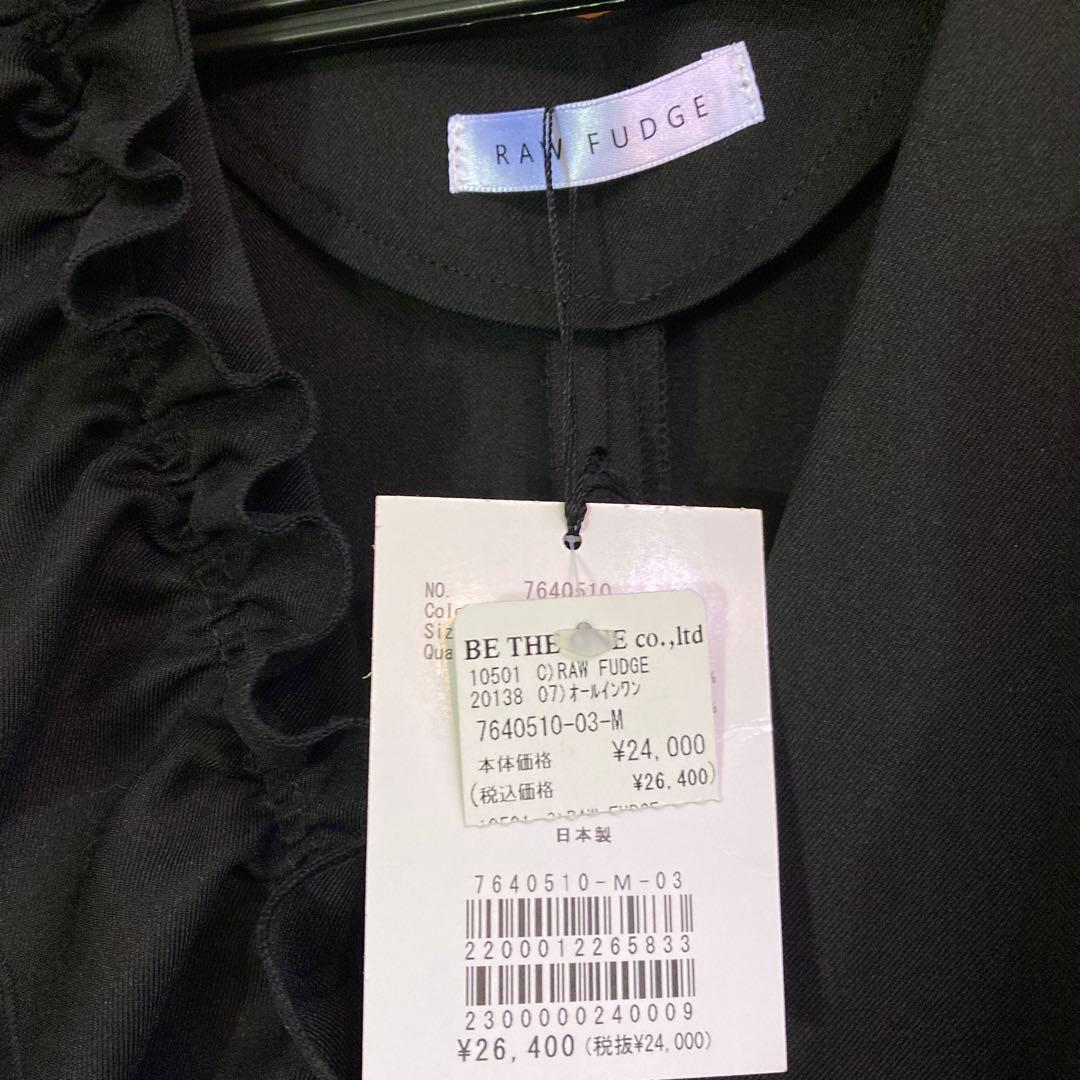 RAW FUDGE
NO. 7640510
Colo
Siz
Qua
BE THE ONE co.,ltd
10501 C)RAW FUDGE
20138 07)オールインワン
7640510-03-M
本体価格 ¥24,000
(税込価格 ¥26,400)
日本製
7640510-M-03
2200012265833
2300000240009
¥26,400(税抜¥24,000)